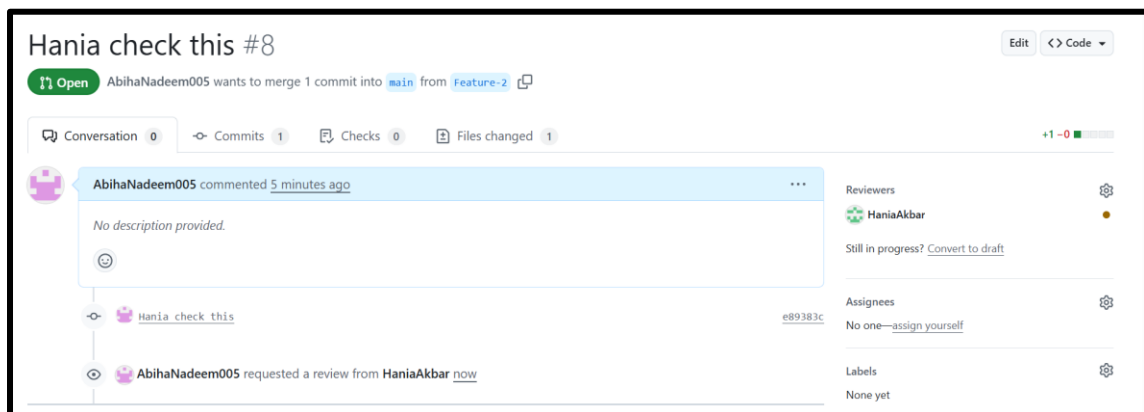 Hania check this #8
Edit
<> Code
Open
AbihaNadeem005 wants to merge 1 commit into main from Feature-2
Conversation 0
Commits 1
Checks 0
Files changed 1
+1 −0
AbihaNadeem005 commented 5 minutes ago
...
No description provided.
Hania check this
e89383c
AbihaNadeem005 requested a review from HaniaAkbar now
Reviewers
HaniaAkbar
Still in progress? Convert to draft
Assignees
No one—assign yourself
Labels
None yet